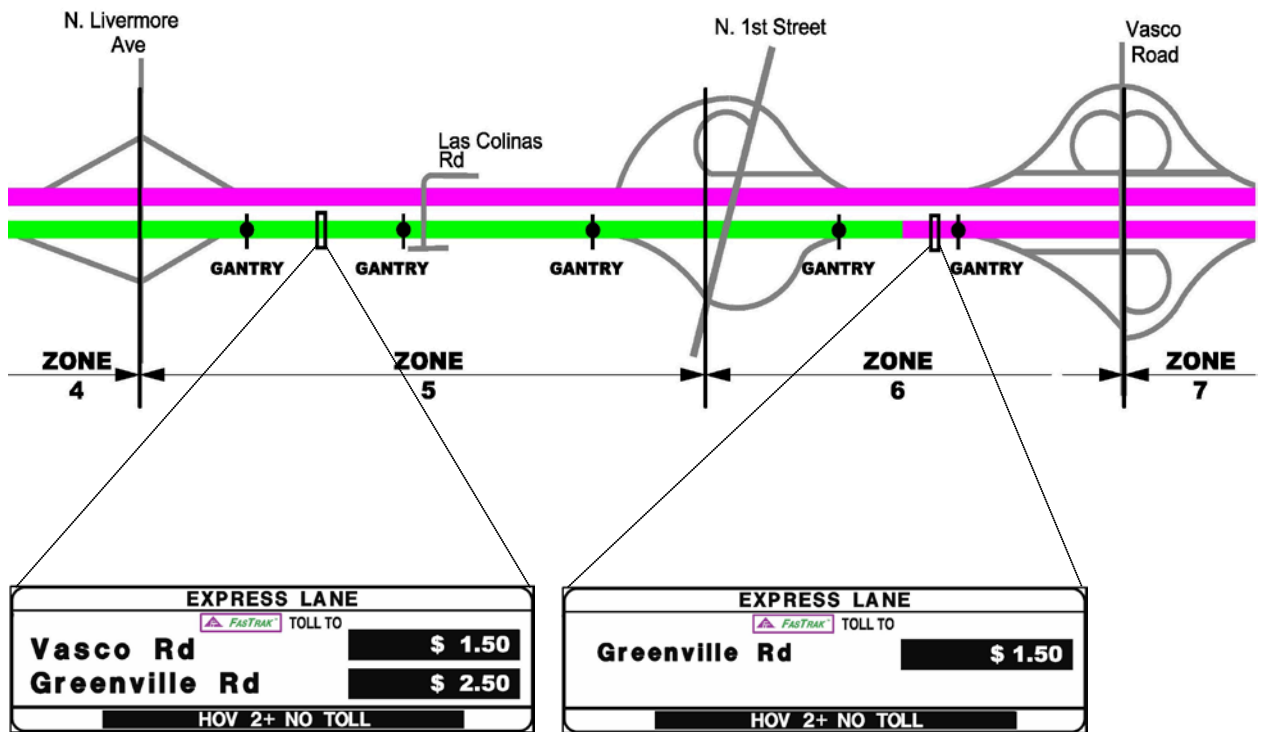 N. Livermore
Ave
N. 1st Street
Vasco
Road
Las Colinas
Rd
GANTRY
GANTRY
GANTRY
GANTRY
GANTRY
ZONE
4
ZONE
5
ZONE
6
ZONE
7
EXPRESS LANE
FASTRAK™ TOLL TO
Vasco Rd $ 1.50
Greenville Rd $ 2.50
HOV 2+ NO TOLL
EXPRESS LANE
FASTRAK™ TOLL TO
Greenville Rd $ 1.50
HOV 2+ NO TOLL